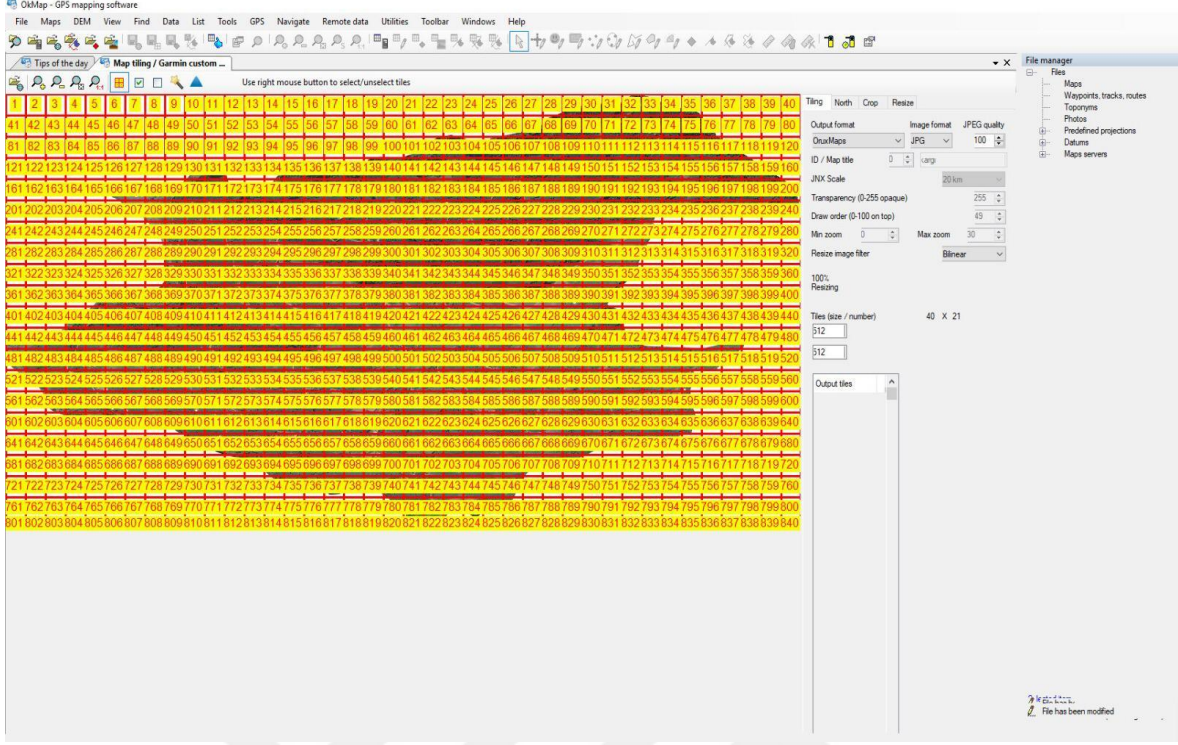 OkMap - GPS mapping software
File Maps DEM View Find Data List Tools GPS Navigate Remote data Utilities Toolbar Windows Help
Tips of the day Map tiling / Garmin custom ...
Use right mouse button to select/unselect tiles
1 2 3 4 5 6 7 8 9 10 11 12 13 14 15 16 17 18 19 20 21 22 23 24 25 26 27 28 29 30 31 32 33 34 35 36 37 38 39 40
41 42 43 44 45 46 47 48 49 50 51 52 53 54 55 56 57 58 59 60 61 62 63 64 65 66 67 68 69 70 71 72 73 74 75 76 77 78 79 80
81 82 83 84 85 86 87 88 89 90 91 92 93 94 95 96 97 98 99 100 101 102 103 104 105 106 107 108 109 110 111 112 113 114 115 116 117 118 119 120
121 122 123 124 125 126 127 128 129 130 131 132 133 134 135 136 137 138 139 140 141 142 143 144 145 146 147 148 149 150 151 152 153 154 155 156 157 158 159 160
161 162 163 164 165 166 167 168 169 170 171 172 173 174 175 176 177 178 179 180 181 182 183 184 185 186 187 188 189 190 191 192 193 194 195 196 197 198 199 200
201 202 203 204 205 206 207 208 209 210 211 212 213 214 215 216 217 218 219 220 221 222 223 224 225 226 227 228 229 230 231 232 233 234 235 236 237 238 239 240
241 242 243 244 245 246 247 248 249 250 251 252 253 254 255 256 257 258 259 260 261 262 263 264 265 266 267 268 269 270 271 272 273 274 275 276 277 278 279 280
281 282 283 284 285 286 287 288 289 290 291 292 293 294 295 296 297 298 299 300 301 302 303 304 305 306 307 308 309 310 311 312 313 314 315 316 317 318 319 320
321 322 323 324 325 326 327 328 329 330 331 332 333 334 335 336 337 338 339 340 341 342 343 344 345 346 347 348 349 350 351 352 353 354 355 356 357 358 359 360
361 362 363 364 365 366 367 368 369 370 371 372 373 374 375 376 377 378 379 380 381 382 383 384 385 386 387 388 389 390 391 392 393 394 395 396 397 398 399 400
401 402 403 404 405 406 407 408 409 410 411 412 413 414 415 416 417 418 419 420 421 422 423 424 425 426 427 428 429 430 431 432 433 434 435 436 437 438 439 440
441 442 443 444 445 446 447 448 449 450 451 452 453 454 455 456 457 458 459 460 461 462 463 464 465 466 467 468 469 470 471 472 473 474 475 476 477 478 479 480
481 482 483 484 485 486 487 488 489 490 491 492 493 494 495 496 497 498 499 500 501 502 503 504 505 506 507 508 509 510 511 512 513 514 515 516 517 518 519 520
521 522 523 524 525 526 527 528 529 530 531 532 533 534 535 536 537 538 539 540 541 542 543 544 545 546 547 548 549 550 551 552 553 554 555 556 557 558 559 560
561 562 563 564 565 566 567 568 569 570 571 572 573 574 575 576 577 578 579 580 581 582 583 584 585 586 587 588 589 590 591 592 593 594 595 596 597 598 599 600
601 602 603 604 605 606 607 608 609 610 611 612 613 614 615 616 617 618 619 620 621 622 623 624 625 626 627 628 629 630 631 632 633 634 635 636 637 638 639 640
641 642 643 644 645 646 647 648 649 650 651 652 653 654 655 656 657 658 659 660 661 662 663 664 665 666 667 668 669 670 671 672 673 674 675 676 677 678 679 680
681 682 683 684 685 686 687 688 689 690 691 692 693 694 695 696 697 698 699 700 701 702 703 704 705 706 707 708 709 710 711 712 713 714 715 716 717 718 719 720
721 722 723 724 725 726 727 728 729 730 731 732 733 734 735 736 737 738 739 740 741 742 743 744 745 746 747 748 749 750 751 752 753 754 755 756 757 758 759 760
761 762 763 764 765 766 767 768 769 770 771 772 773 774 775 776 777 778 779 780 781 782 783 784 785 786 787 788 789 790 791 792 793 794 795 796 797 798 799 800
801 802 803 804 805 806 807 808 809 810 811 812 813 814 815 816 817 818 819 820 821 822 823 824 825 826 827 828 829 830 831 832 833 834 835 836 837 838 839 840
Tiling North Crop Resize
Output format Image format JPEG quality
OruxMaps JPG 100
ID / Map title 0
JNX Scale 20 km
Transparency (0-255 opaque) 255
Draw order (0-100 on top) 49
Min zoom 0 Max zoom 30
Resize image filter Bilinear
100%
Resizing
Tiles (size / number) 40 X 21
512
512
Output tiles
File manager
Files
Maps
Waypoints, tracks, routes
Toponyms
Photos
Predefined projections
Datums
Maps servers
File has been modified